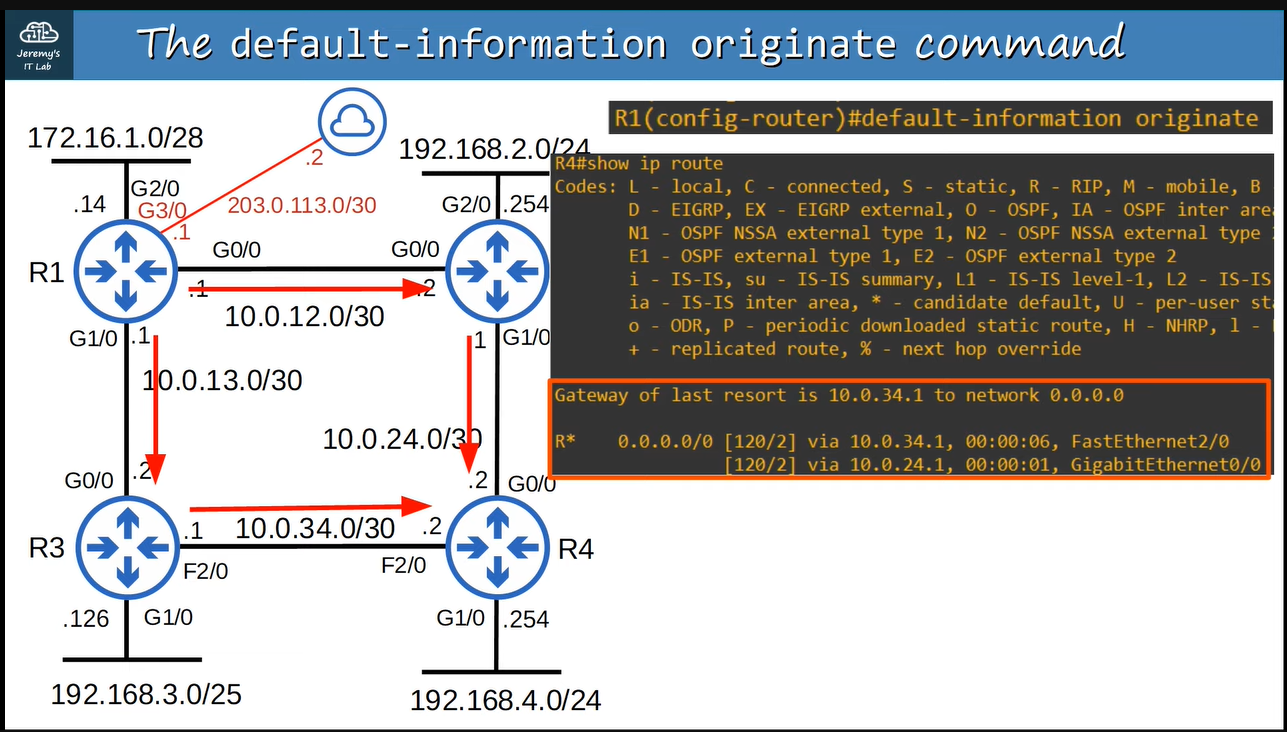 Jeremy's
IT Lab
The default-information originate command
172.16.1.0/28
.2
192.168.2.0/24
G2/0
.14
G3/0
203.0.113.0/30
G2/0
.254
.1
G0/0
G0/0
R1
.1
.2
10.0.12.0/30
G1/0
.1
1
G1/0
10.0.13.0/30
10.0.24.0/30
.2
G0/0
.2
G0/0
.1
10.0.34.0/30
.2
R3
R4
F2/0
F2/0
.126
G1/0
G1/0
.254
192.168.3.0/25
192.168.4.0/24
R1(config-router)#default-information originate
R4#show ip route
Codes: L - local, C - connected, S - static, R - RIP, M - mobile, B
D - EIGRP, EX - EIGRP external, O - OSPF, IA - OSPF inter area
N1 - OSPF NSSA external type 1, N2 - OSPF NSSA external type
E1 - OSPF external type 1, E2 - OSPF external type 2
i - IS-IS, su - IS-IS summary, L1 - IS-IS level-1, L2 - IS-IS
ia - IS-IS inter area, * - candidate default, U - per-user
o - ODR, P - periodic downloaded static route, H - NHRP, l -
+ - replicated route, % - next hop override
Gateway of last resort is 10.0.34.1 to network 0.0.0.0
R* 0.0.0.0/0 [120/2] via 10.0.34.1, 00:00:06, FastEthernet2/0
[120/2] via 10.0.24.1, 00:00:01, GigabitEthernet0/0